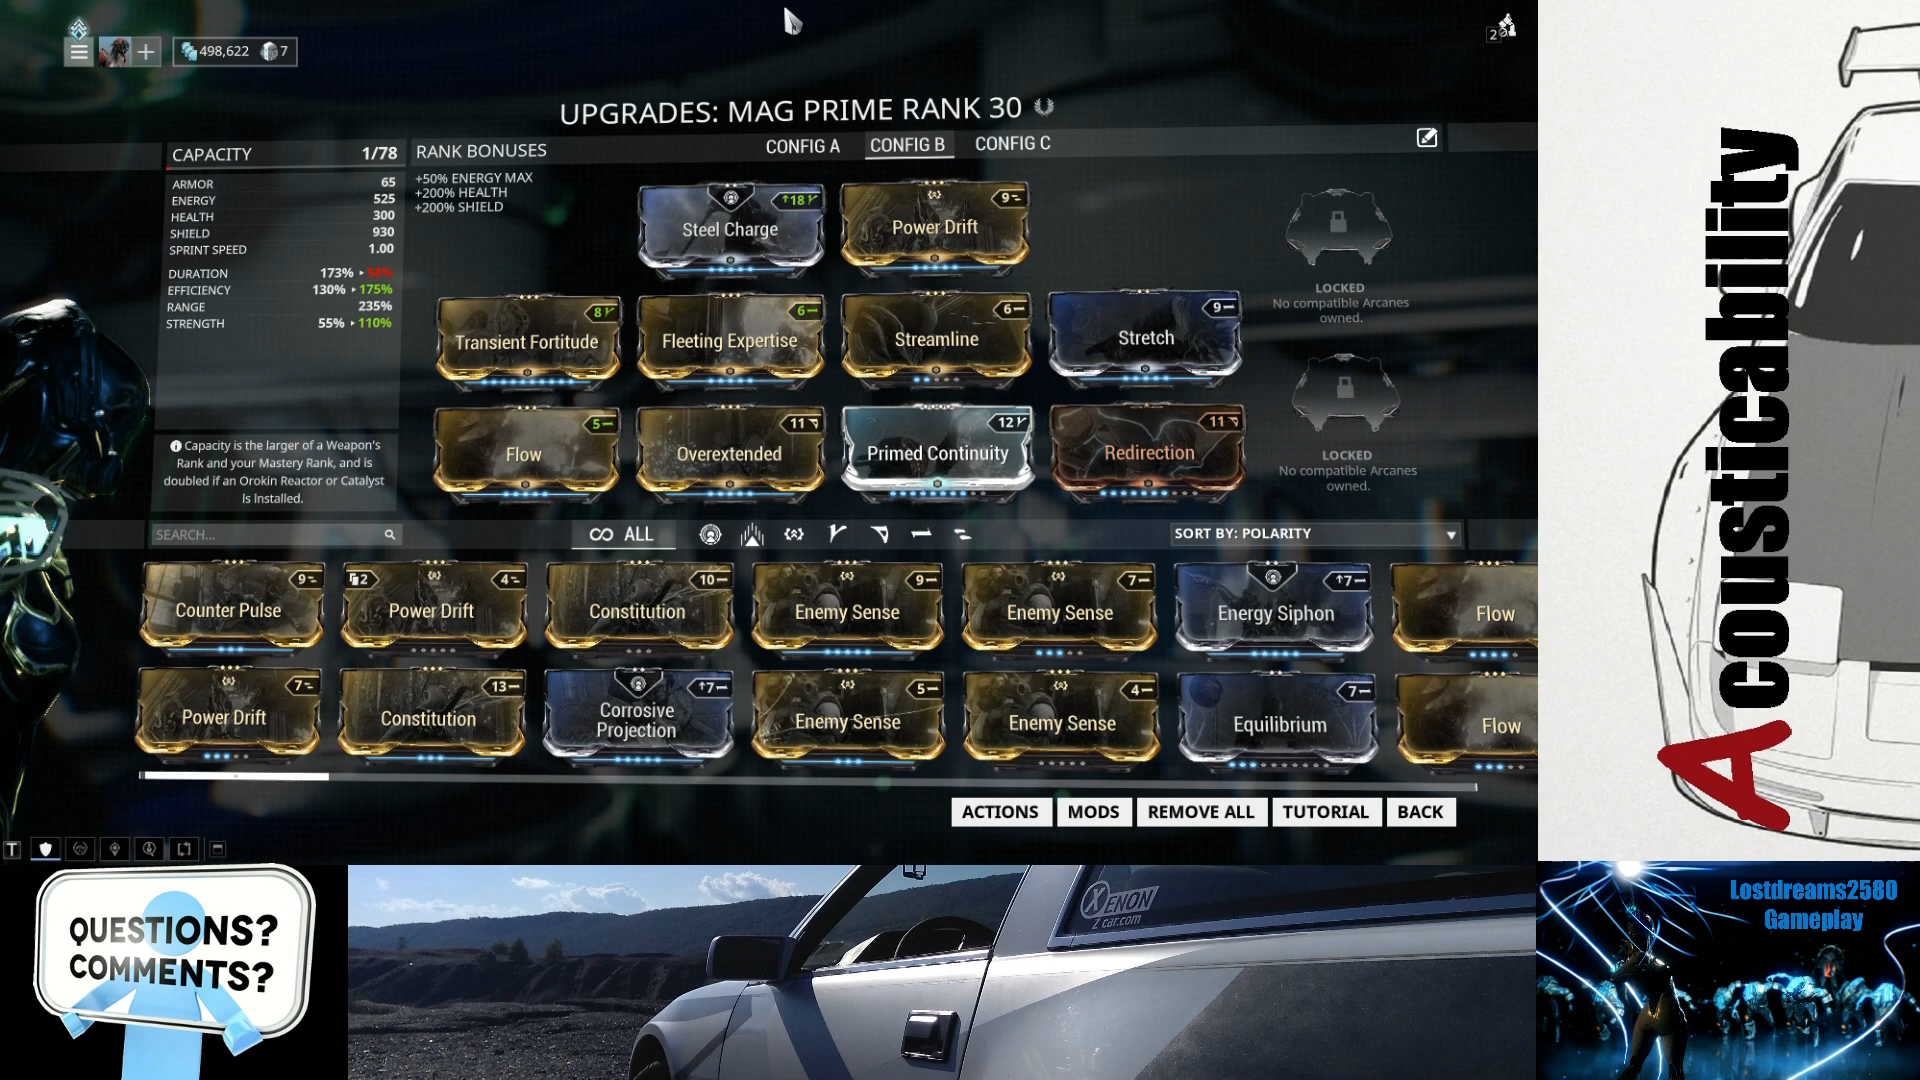 498,622 7
2
UPGRADES: MAG PRIME RANK 30
CONFIG A CONFIG B CONFIG C
CAPACITY 1/78
ARMOR 65
ENERGY 525
HEALTH 300
SHIELD 930
SPRINT SPEED 1.00
DURATION 173%
EFFICIENCY 130% 175%
RANGE 235%
STRENGTH 55% 110%
Capacity is the larger of a Weapon's
Rank and your Mastery Rank, and is
doubled if an Orokin Reactor or Catalyst
is Installed.
RANK BONUSES
+50% ENERGY MAX
+200% HEALTH
+200% SHIELD
18
Steel Charge
9
Power Drift
8
Transient Fortitude
6
Fleeting Expertise
6
Streamline
9
Stretch
5
Flow
11
Overextended
12
Primed Continuity
11
Redirection
LOCKED
No compatible Arcanes
owned.
LOCKED
No compatible Arcanes
owned.
SEARCH...
ALL
SORT BY: POLARITY
9
Counter Pulse
2 4
Power Drift
10
Constitution
9
Enemy Sense
7
Enemy Sense
7
Energy Siphon
Flow
7
Power Drift
13
Constitution
7
Corrosive
Projection
5
Enemy Sense
4
Enemy Sense
7
Equilibrium
Flow
ACTIONS MODS REMOVE ALL TUTORIAL BACK
T
QUESTIONS?
COMMENTS?
XENON
Z car.com
Acousticability
Lostdreams2580
Gameplay